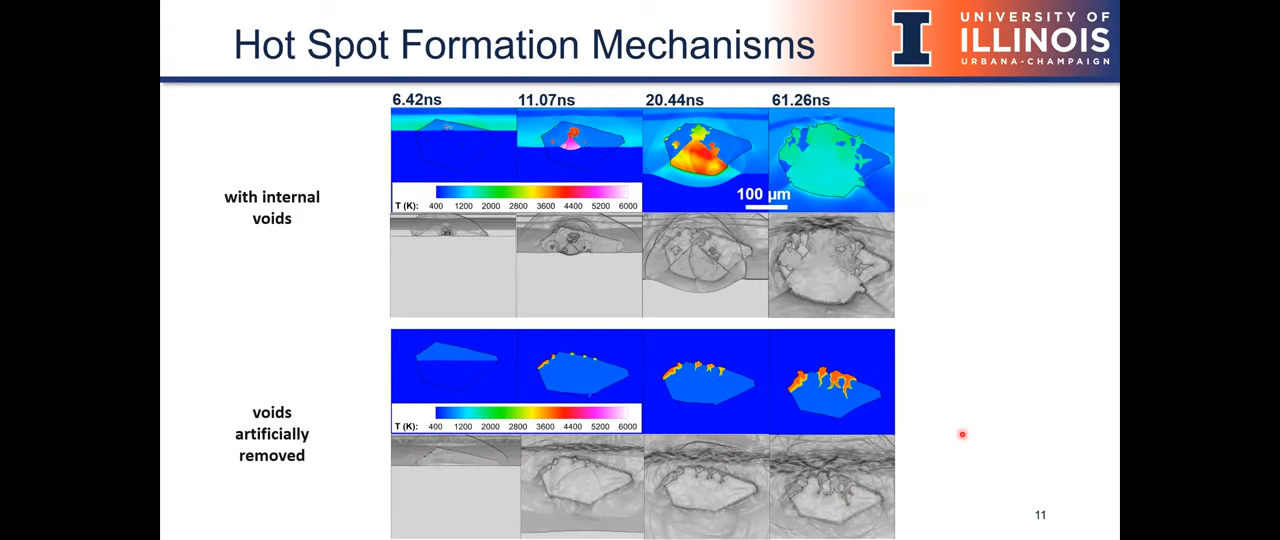 Hot Spot Formation Mechanisms
UNIVERSITY OF
ILLINOIS
URBANA-CHAMPAIGN
6.42ns 11.07ns 20.44ns 61.26ns
with internal
voids
T (K): 400 1200 2000 2800 3600 4400 5200 6000
100 μm
voids
artificially
removed
T (K): 400 1200 2000 2800 3600 4400 5200 6000
11